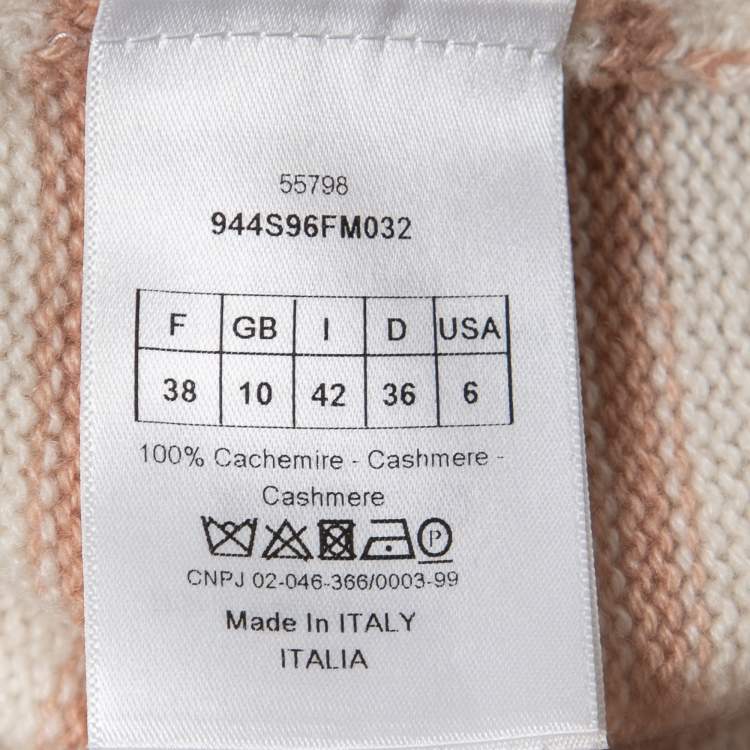 55798
944S96FM032
F GB I D USA
38 10 42 36 6
100% Cachemire - Cashmere -
Cashmere
P
CNPJ 02-046-366/0003-99
Made In ITALY
ITALIA